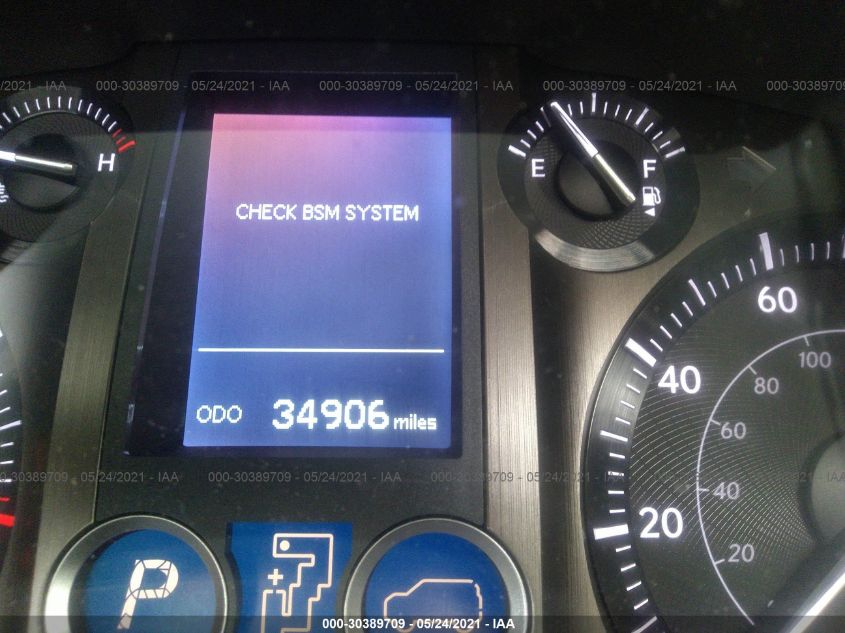 000-30389709 - 05/24/2021 - IAA
000-30389709 - 05/24/2021 - IAA
000-30389709 - 05/24/2021 - IAA
000-30389709
H
E
F
CHECK BSM SYSTEM
ODO 34906 miles
60
40
20
100
80
60
40
20
05/24/2021 - IAA
000-30389709 - 05/24/2021 - IAA
000-30389709 - 05/24/2021 - IAA
P
000-30389709 - 05/24/2021 - IAA